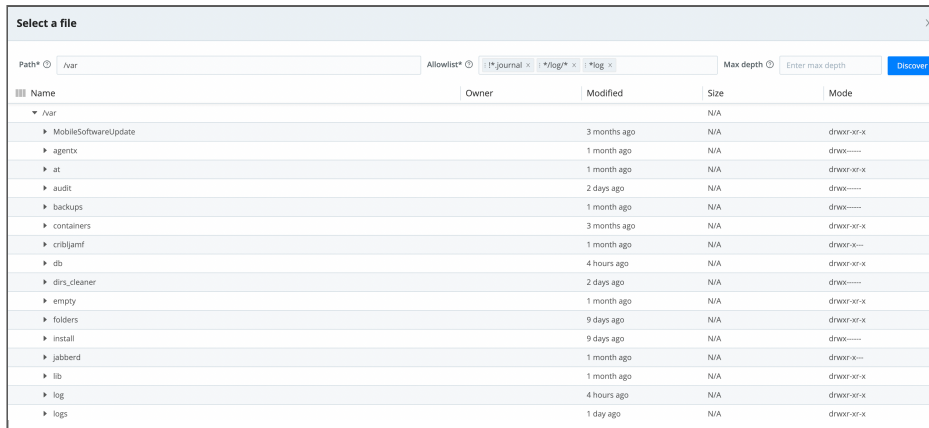 Select a file
Path* /var Allowlist* !*.journal × */log/* × *log × Max depth Enter max depth Discover
Name Owner Modified Size Mode
/var N/A
MobileSoftwareUpdate 3 months ago N/A drwxr-xr-x
agentx 1 month ago N/A drwx------
at 1 month ago N/A drwxr-xr-x
audit 2 days ago N/A drwx------
backups 1 month ago N/A drwx------
containers 3 months ago N/A drwxr-xr-x
cribljamf 1 month ago N/A drwxr-x---
db 4 hours ago N/A drwxr-xr-x
dirs_cleaner 2 days ago N/A drwx------
empty 1 month ago N/A drwxr-xr-x
folders 9 days ago N/A drwxr-xr-x
install 9 days ago N/A drwx------
jabberd 1 month ago N/A drwxr-x---
lib 1 month ago N/A drwxr-xr-x
log 4 hours ago N/A drwxr-xr-x
logs 1 day ago N/A drwxr-xr-x